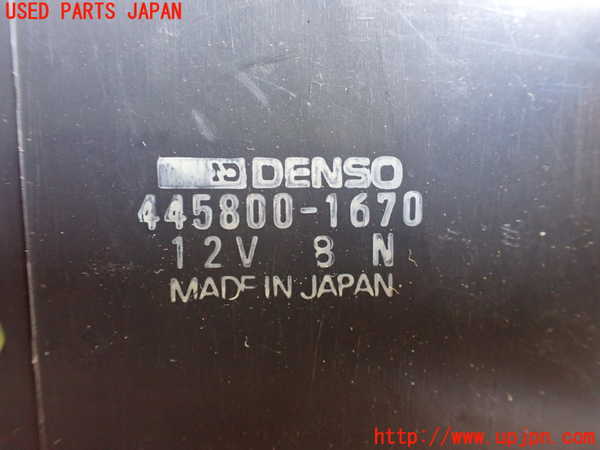 USED PARTS JAPAN
DENSO
445800-1670
12V 8 N
MADE IN JAPAN
http://www.upjpn.com/